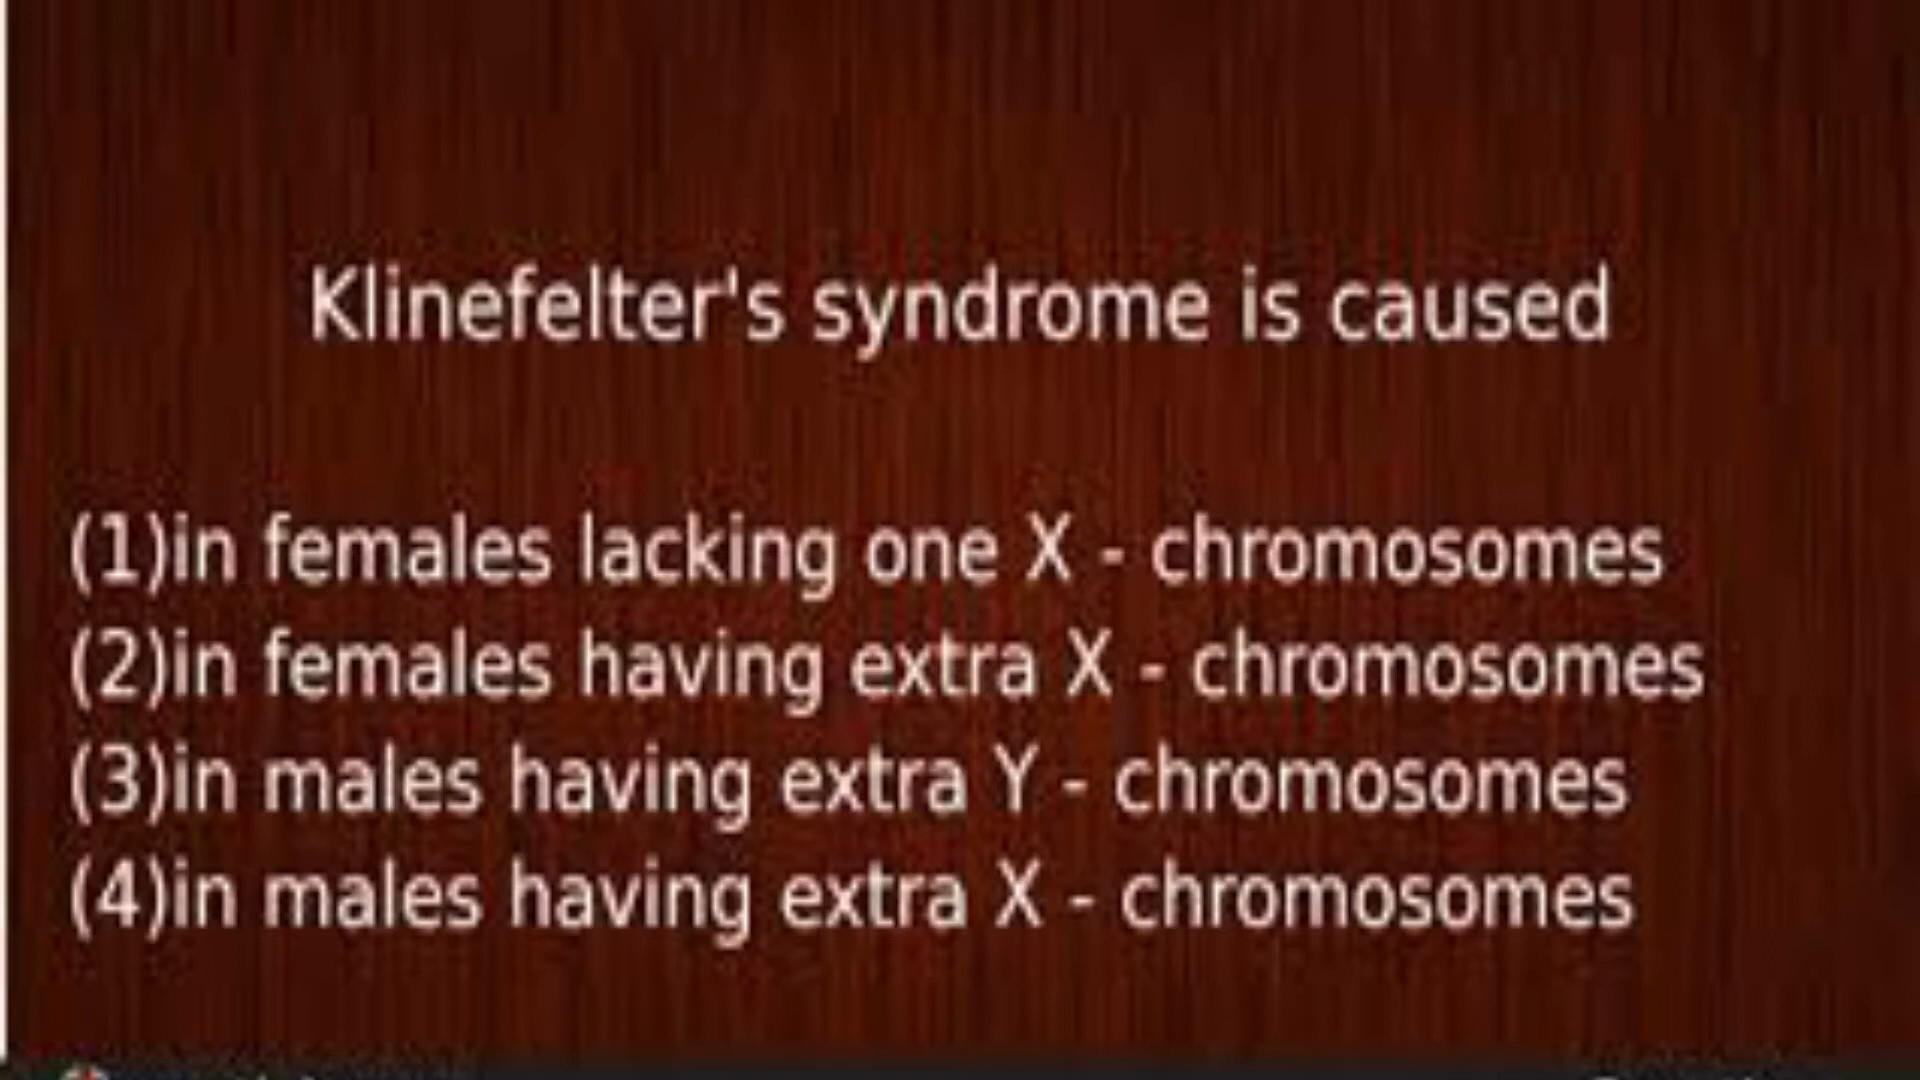 Klinefelter's syndrome is caused
(1)in females lacking one X - chromosomes
(2)in females having extra X - chromosomes
(3)in males having extra Y - chromosomes
(4)in males having extra X - chromosomes